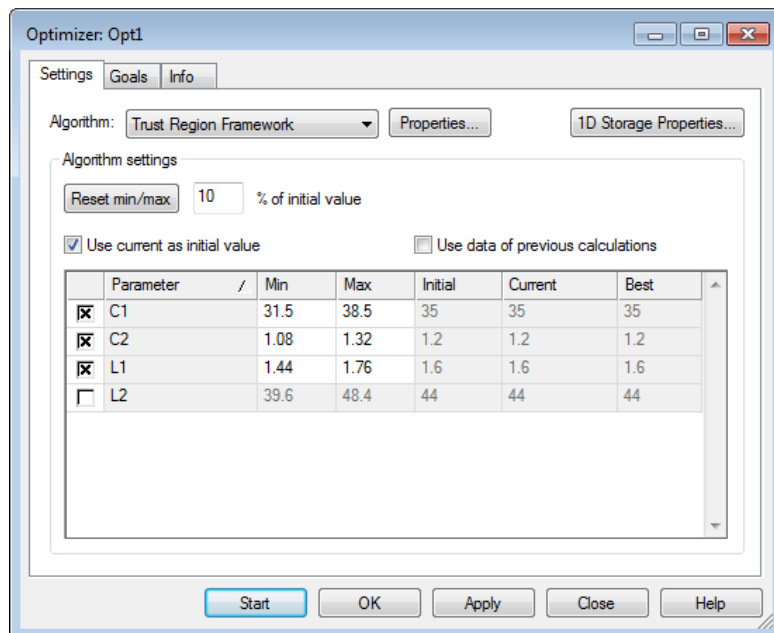 Optimizer: Opt1
Settings Goals Info
Algorithm: Trust Region Framework Properties... 1D Storage Properties...
Algorithm settings
Reset min/max 10 % of initial value
Use current as initial value Use data of previous calculations
Parameter / Min Max Initial Current Best
C1 31.5 38.5 35 35 35
C2 1.08 1.32 1.2 1.2 1.2
L1 1.44 1.76 1.6 1.6 1.6
L2 39.6 48.4 44 44 44
Start OK Apply Close Help